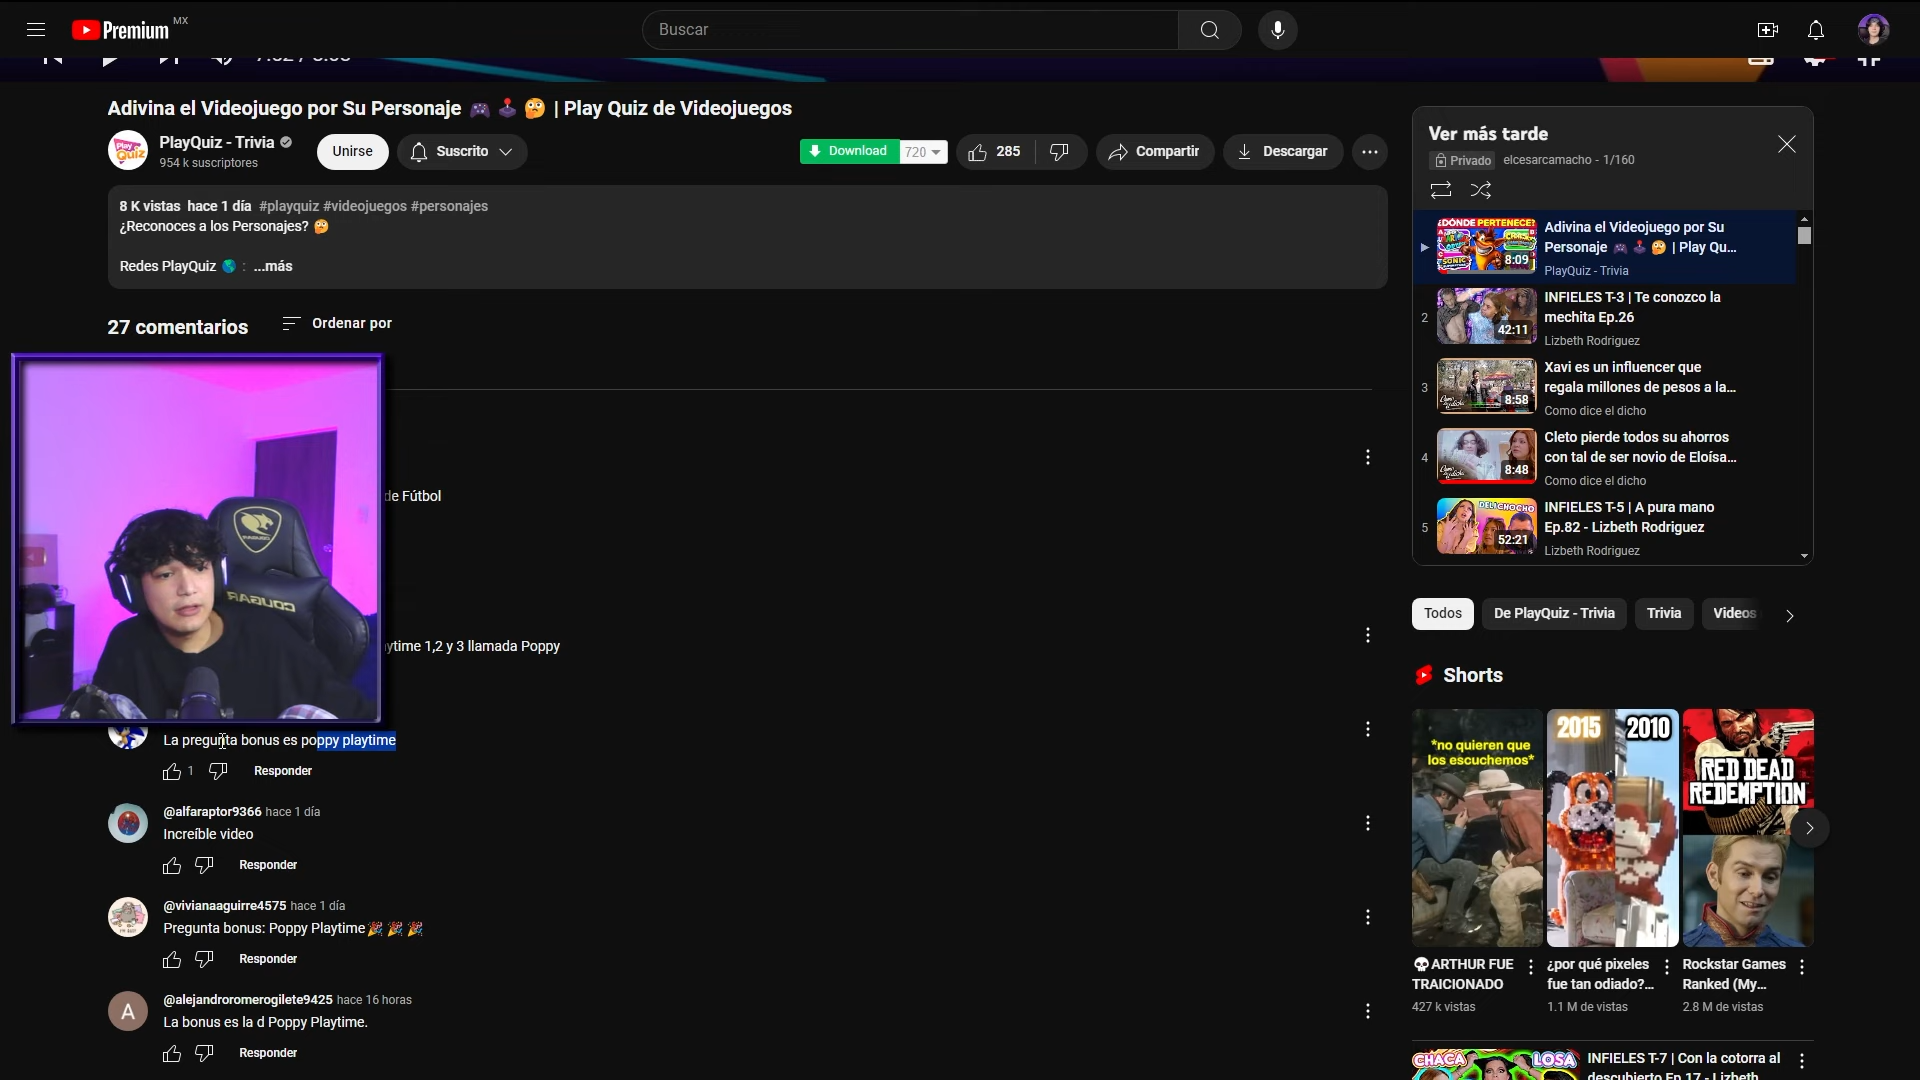 Premium MX
Buscar
Adivina el Videojuego por Su Personaje 🎮 🕹️ 🤔 | Play Quiz de Videojuegos
PlayQuiz - Trivia
954 k suscriptores
Unirse
Suscrito
Download
720
285
Compartir
Descargar
8 K vistas hace 1 día #playquiz #videojuegos #personajes
¿Reconoces a los Personajes? 🤔
Redes PlayQuiz 🌎 : ...más
27 comentarios
Ordenar por
de Fútbol
ytime 1,2 y 3 llamada Poppy
La pregunta bonus es poppy playtime
1
Responder
@alfaraptor9366 hace 1 día
Increíble video
Responder
@vivianaaguirre4575 hace 1 día
Pregunta bonus: Poppy Playtime🎉 🎉 🎉
Responder
A
@alejandroromerogilete9425 hace 16 horas
La bonus es la d Poppy Playtime.
Responder
COUGAR
Ver más tarde
Privado
elcesarcamacho - 1/160
¿DÓNDE PERTENECE?
SONIC
8:09
Adivina el Videojuego por Su
Personaje 🎮 🕹️ 🤔 | Play Qu...
PlayQuiz - Trivia
2
42:11
INFIELES T-3 | Te conozco la
mechita Ep.26
Lizbeth Rodriguez
3
8:58
Xavi es un influencer que
regala millones de pesos a la...
Como dice el dicho
4
8:48
Cleto pierde todos su ahorros
con tal de ser novio de Eloísa...
Como dice el dicho
5
DELICHOCHO
52:21
INFIELES T-5 | A pura mano
Ep.82 - Lizbeth Rodriguez
Lizbeth Rodriguez
Todos
De PlayQuiz - Trivia
Trivia
Videos
Shorts
*no quieren que
los escuchemos*
2015 2010
RED DEAD
REDEMPTION
💀ARTHUR FUE
TRAICIONADO
427 k vistas
¿por qué pixeles
fue tan odiado?...
1.1 M de vistas
Rockstar Games
Ranked (My...
2.8 M de vistas
CHACA LOSA
INFIELES T-7 | Con la cotorra al
descubierto Ep.17 - Lizbeth